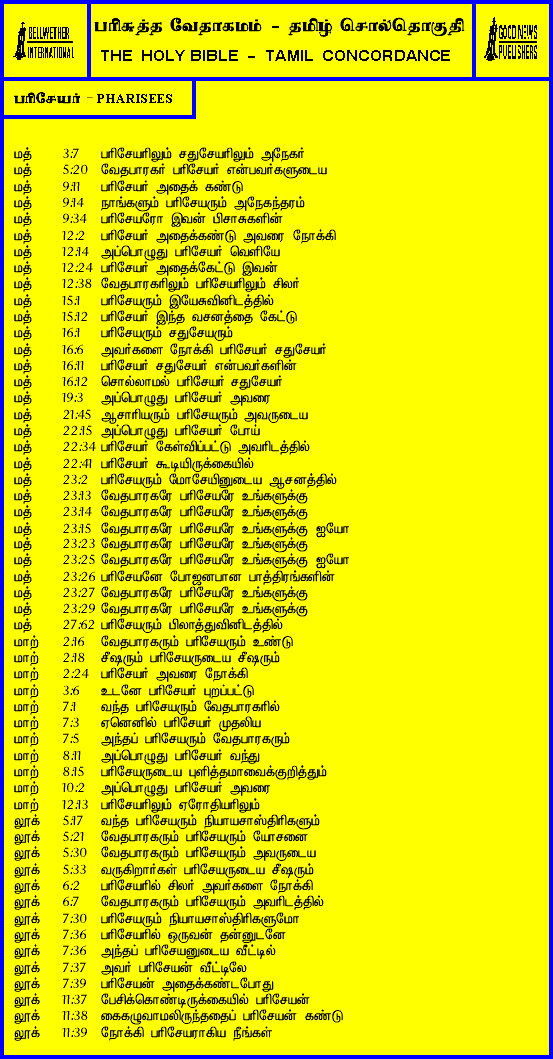 BELLWETHER
INTERNATIONAL
பரிசுத்த வேதாகமம் - தமிழ் சொல்தொகுதி
THE HOLY BIBLE - TAMIL CONCORDANCE
GOOD NEWS
PUBLISHERS
பரிசேயர் - PHARISEES
மத் 3:7 பரிசேயரிலும் சதுசேயரிலும் அநேகர்
மத் 5:20 வேதபாரகர் பரிசேயர் என்பவர்களுடைய
மத் 9:11 பரிசேயர் அதைக் கண்டு
மத் 9:14 நாங்களும் பரிசேயரும் அநேகந்தரம்
மத் 9:34 பரிசேயரோ இவன் பிசாசுகளின்
மத் 12:2 பரிசேயர் அதைக்கண்டு அவரை நோக்கி
மத் 12:14 அப்பொழுது பரிசேயர் வெளியே
மத் 12:24 பரிசேயர் அதைக்கேட்டு இவன்
மத் 12:38 வேதபாரகரிலும் பரிசேயரிலும் சிலர்
மத் 15:1 பரிசேயரும் இயேசுவினிடத்தில்
மத் 15:12 பரிசேயர் இந்த வசனத்தை கேட்டு
மத் 16:1 பரிசேயரும் சதுசேயரும்
மத் 16:6 அவர்களை நோக்கி பரிசேயர் சதுசேயர்
மத் 16:11 பரிசேயர் சதுசேயர் என்பவர்களின்
மத் 16:12 சொல்லாமல் பரிசேயர் சதுசேயர்
மத் 19:3 அப்பொழுது பரிசேயர் அவரை
மத் 21:45 ஆசாரியரும் பரிசேயரும் அவருடைய
மத் 22:15 அப்பொழுது பரிசேயர் போய்
மத் 22:34 பரிசேயர் கேள்விப்பட்டு அவரிடத்தில்
மத் 22:41 பரிசேயர் கூடியிருக்கையில்
மத் 23:2 பரிசேயரும் மோசேயினுடைய ஆசனத்தில்
மத் 23:13 வேதபாரகரே பரிசேயரே உங்களுக்கு
மத் 23:14 வேதபாரகரே பரிசேயரே உங்களுக்கு
மத் 23:15 வேதபாரகரே பரிசேயரே உங்களுக்கு ஐயோ
மத் 23:23 வேதபாரகரே பரிசேயரே உங்களுக்கு
மத் 23:25 வேதபாரகரே பரிசேயரே உங்களுக்கு ஐயோ
மத் 23:26 பரிசேயனே போஜனபான பாத்திரங்களின்
மத் 23:27 வேதபாரகரே பரிசேயரே உங்களுக்கு
மத் 23:29 வேதபாரகரே பரிசேயரே உங்களுக்கு
மத் 27:62 பரிசேயரும் பிலாத்துவினிடத்தில்
மாற் 2:16 வேதபாரகரும் பரிசேயரும் உண்டு
மாற் 2:18 சீஷரும் பரிசேயருடைய சீஷரும்
மாற் 2:24 பரிசேயர் அவரை நோக்கி
மாற் 3:6 உடனே பரிசேயர் புறப்பட்டு
மாற் 7:1 வந்த பரிசேயரும் வேதபாரகரில்
மாற் 7:3 ஏனெனில் பரிசேயர் முதலிய
மாற் 7:5 அந்தப் பரிசேயரும் வேதபாரகரும்
மாற் 8:11 அப்பொழுது பரிசேயர் வந்து
மாற் 8:15 பரிசேயருடைய புளித்தமாவைக்குறித்தும்
மாற் 10:2 அப்பொழுது பரிசேயர் அவரை
மாற் 12:13 பரிசேயரிலும் ஏரோதியரிலும்
லூக் 5:17 வந்த பரிசேயரும் நியாயசாஸ்திரிகளும்
லூக் 5:21 வேதபாரகரும் பரிசேயரும் யோசனை
லூக் 5:30 வேதபாரகரும் பரிசேயரும் அவருடைய
லூக் 5:33 வருகிறார்கள் பரிசேயருடைய சீஷரும்
லூக் 6:2 பரிசேயரில் சிலர் அவர்களை நோக்கி
லூக் 6:7 வேதபாரகரும் பரிசேயரும் அவரிடத்தில்
லூக் 7:30 பரிசேயரும் நியாயசாஸ்திரிகளுமோ
லூக் 7:36 பரிசேயரில் ஒருவன் தன்னுடனே
லூக் 7:36 அந்தப் பரிசேயனுடைய வீட்டில்
லூக் 7:37 அவர் பரிசேயன் வீட்டிலே
லூக் 7:39 பரிசேயன் அதைக்கண்டபோது
லூக் 11:37 பேசிக்கொண்டிருக்கையில் பரிசேயன்
லூக் 11:38 கைகழுவாமலிருந்ததைப் பரிசேயன் கண்டு
லூக் 11:39 நோக்கி பரிசேயராகிய நீங்கள்